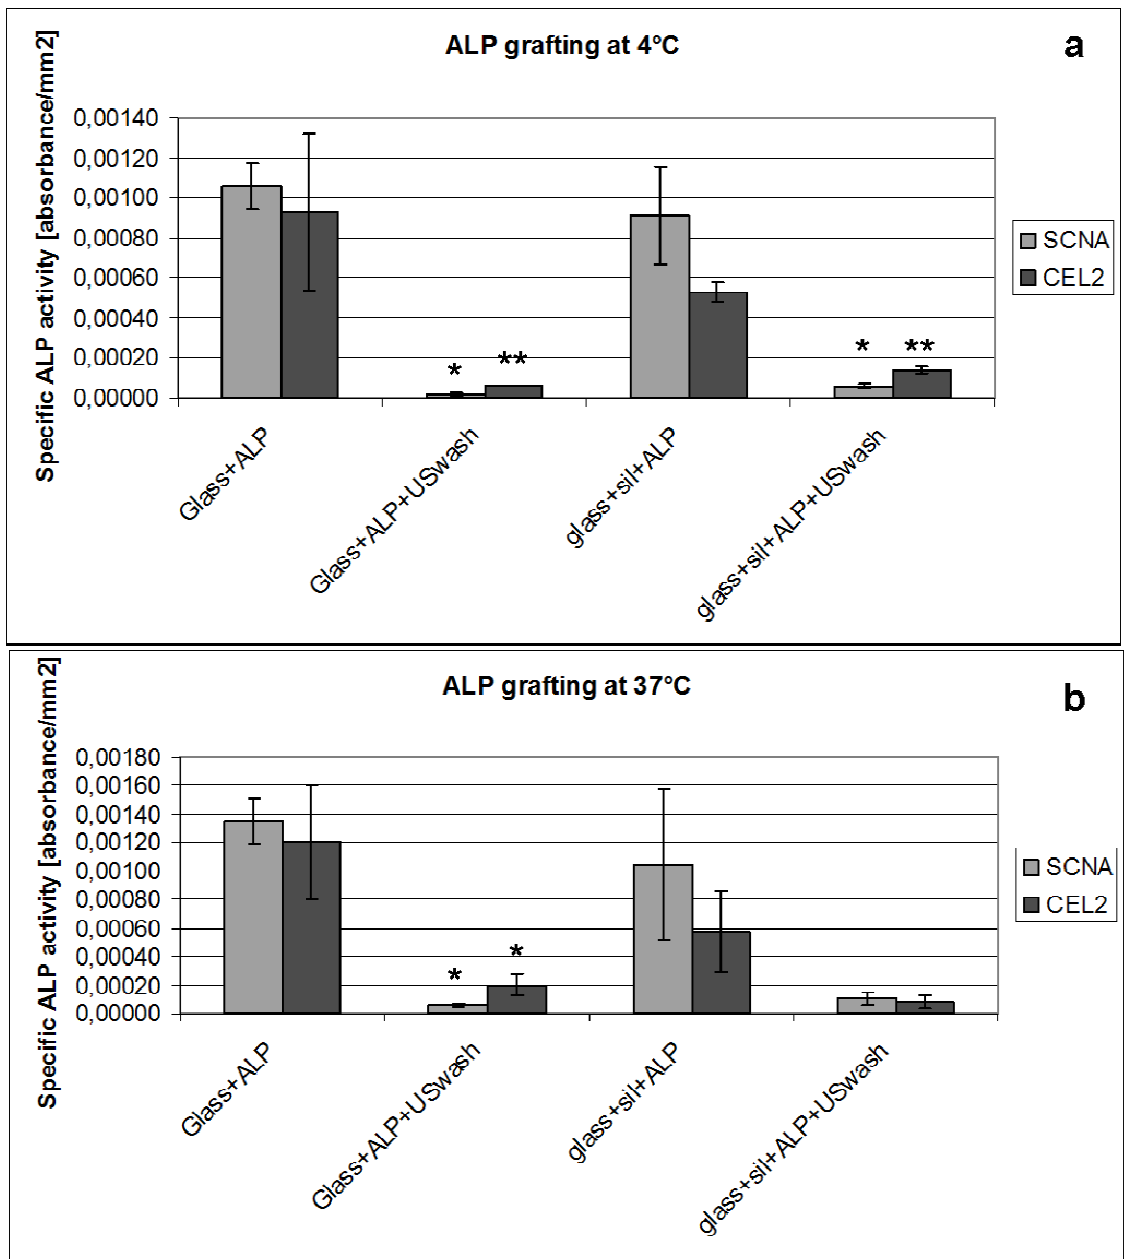 ALP grafting at 4°C
a
Specific ALP activity [absorbance/mm2]
0,00140
0,00120
0,00100
0,00080
0,00060
0,00040
0,00020
0,00000
* ** * **
Glass+ALP
Glass+ALP+USwash
glass+sil+ALP
glass+sil+ALP+USwash
SCNA
CEL2
ALP grafting at 37°C
b
Specific ALP activity [absorbance/mm2]
0,00180
0,00160
0,00140
0,00120
0,00100
0,00080
0,00060
0,00040
0,00020
0,00000
* *
Glass+ALP
Glass+ALP+USwash
glass+sil+ALP
glass+sil+ALP+USwash
SCNA
CEL2